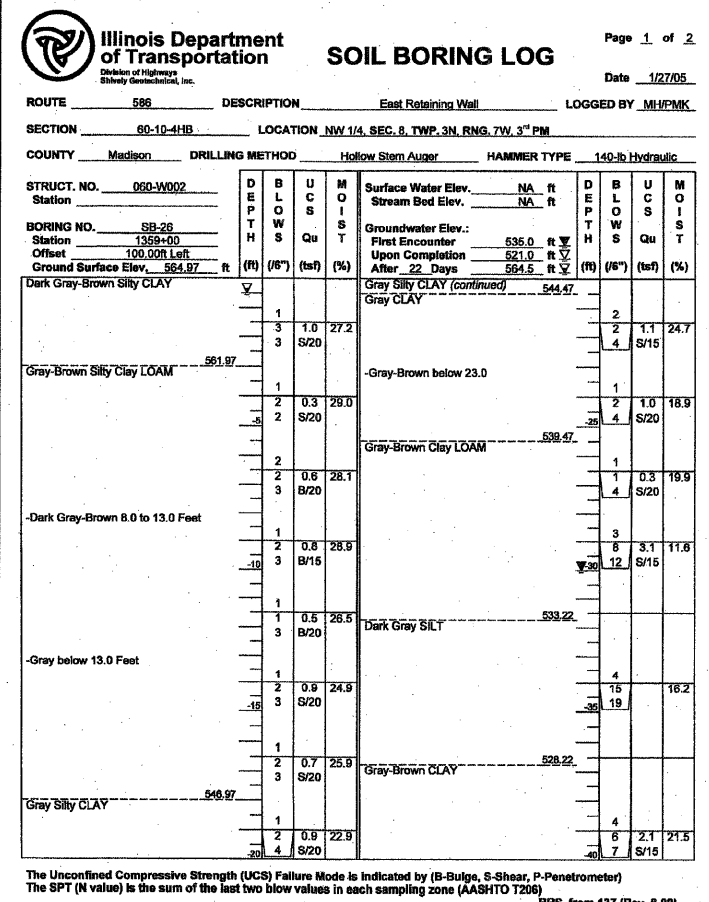 Illinois Department
of Transportation
Division of Highways
Shively Geotechnical, Inc.
SOIL BORING LOG
Page 1 of 2
Date 1/27/05
ROUTE 586 DESCRIPTION East Retaining Wall LOGGED BY MH/PMK
SECTION 60-10-4HB LOCATION NW 1/4, SEC. 8, TWP. 3N, RNG. 7W, 3rd PM
COUNTY Madison DRILLING METHOD Hollow Stem Auger HAMMER TYPE 140-lb Hydraulic
STRUCT. NO. 060-W002
Station
BORING NO. SB-26
Station 1359+00
Offset 100.00ft Left
Ground Surface Elev. 564.97 ft
DEPTH (ft)
BLOWS (/6")
UCS Qu (tsf)
MOIST (%)
Dark Gray-Brown Silty CLAY
1
3 1.0 27.2
3 S/20
561.97
Gray-Brown Silty Clay LOAM
1
2 0.3 29.0
-5 2 S/20
2
2 0.6 28.1
3 B/20
-Dark Gray-Brown 8.0 to 13.0 Feet
1
2 0.8 28.9
-10 3 B/15
1
1 0.5 26.5
3 B/20
-Gray below 13.0 Feet
1
2 0.9 24.9
-15 3 S/20
1
2 0.7 25.9
3 S/20
546.97
Gray Silty CLAY
1
2 0.9 22.9
-20 4 S/20
Surface Water Elev. NA ft
Stream Bed Elev. NA ft
Groundwater Elev.:
First Encounter 535.0 ft
Upon Completion 521.0 ft
After 22 Days 564.5 ft
DEPTH (ft)
BLOWS (/6")
UCS Qu (tsf)
MOIST (%)
Gray Silty CLAY (continued) 544.47
Gray CLAY
2
2 1.1 24.7
4 S/15
-Gray-Brown below 23.0
1
2 1.0 18.9
-25 4 S/20
539.47
Gray-Brown Clay LOAM
1
1 0.3 19.9
4 S/20
3
8 3.1 11.6
-30 12 S/15
533.22
Dark Gray SILT
4
15 16.2
-35 19
528.22
Gray-Brown CLAY
4
6 2.1 21.5
-40 7 S/15
The Unconfined Compressive Strength (UCS) Failure Mode is indicated by (B-Bulge, S-Shear, P-Penetrometer)
The SPT (N value) is the sum of the last two blow values in each sampling zone (AASHTO T206)